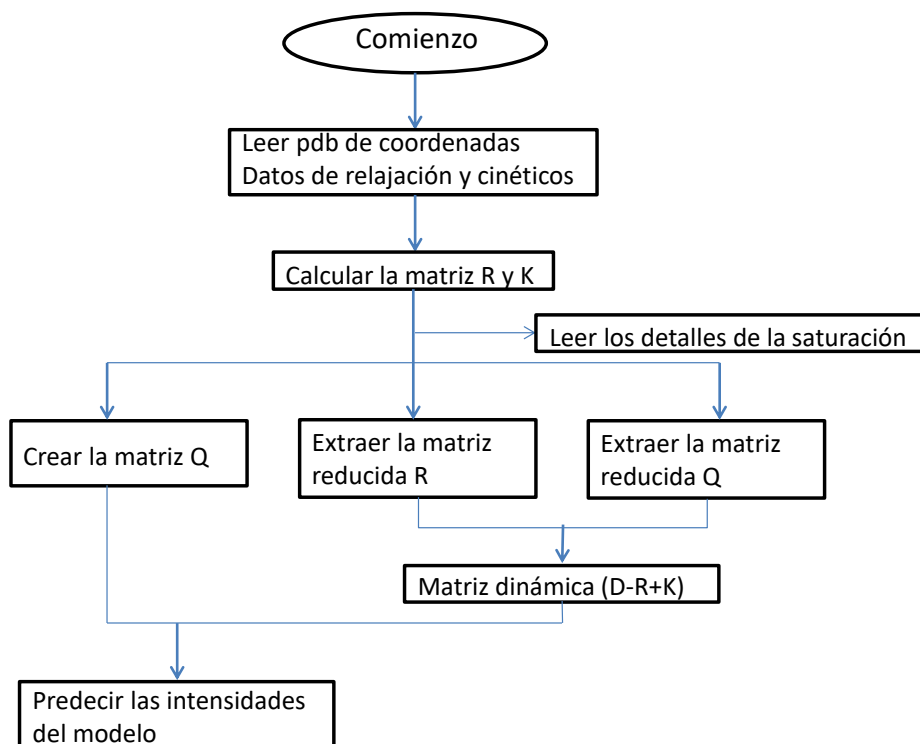 Comienzo
Leer pdb de coordenadas
Datos de relajación y cinéticos
Calcular la matriz R y K
Leer los detalles de la saturación
Crear la matriz Q
Extraer la matriz
reducida R
Extraer la matriz
reducida Q
Matriz dinámica (D-R+K)
Predecir las intensidades
del modelo